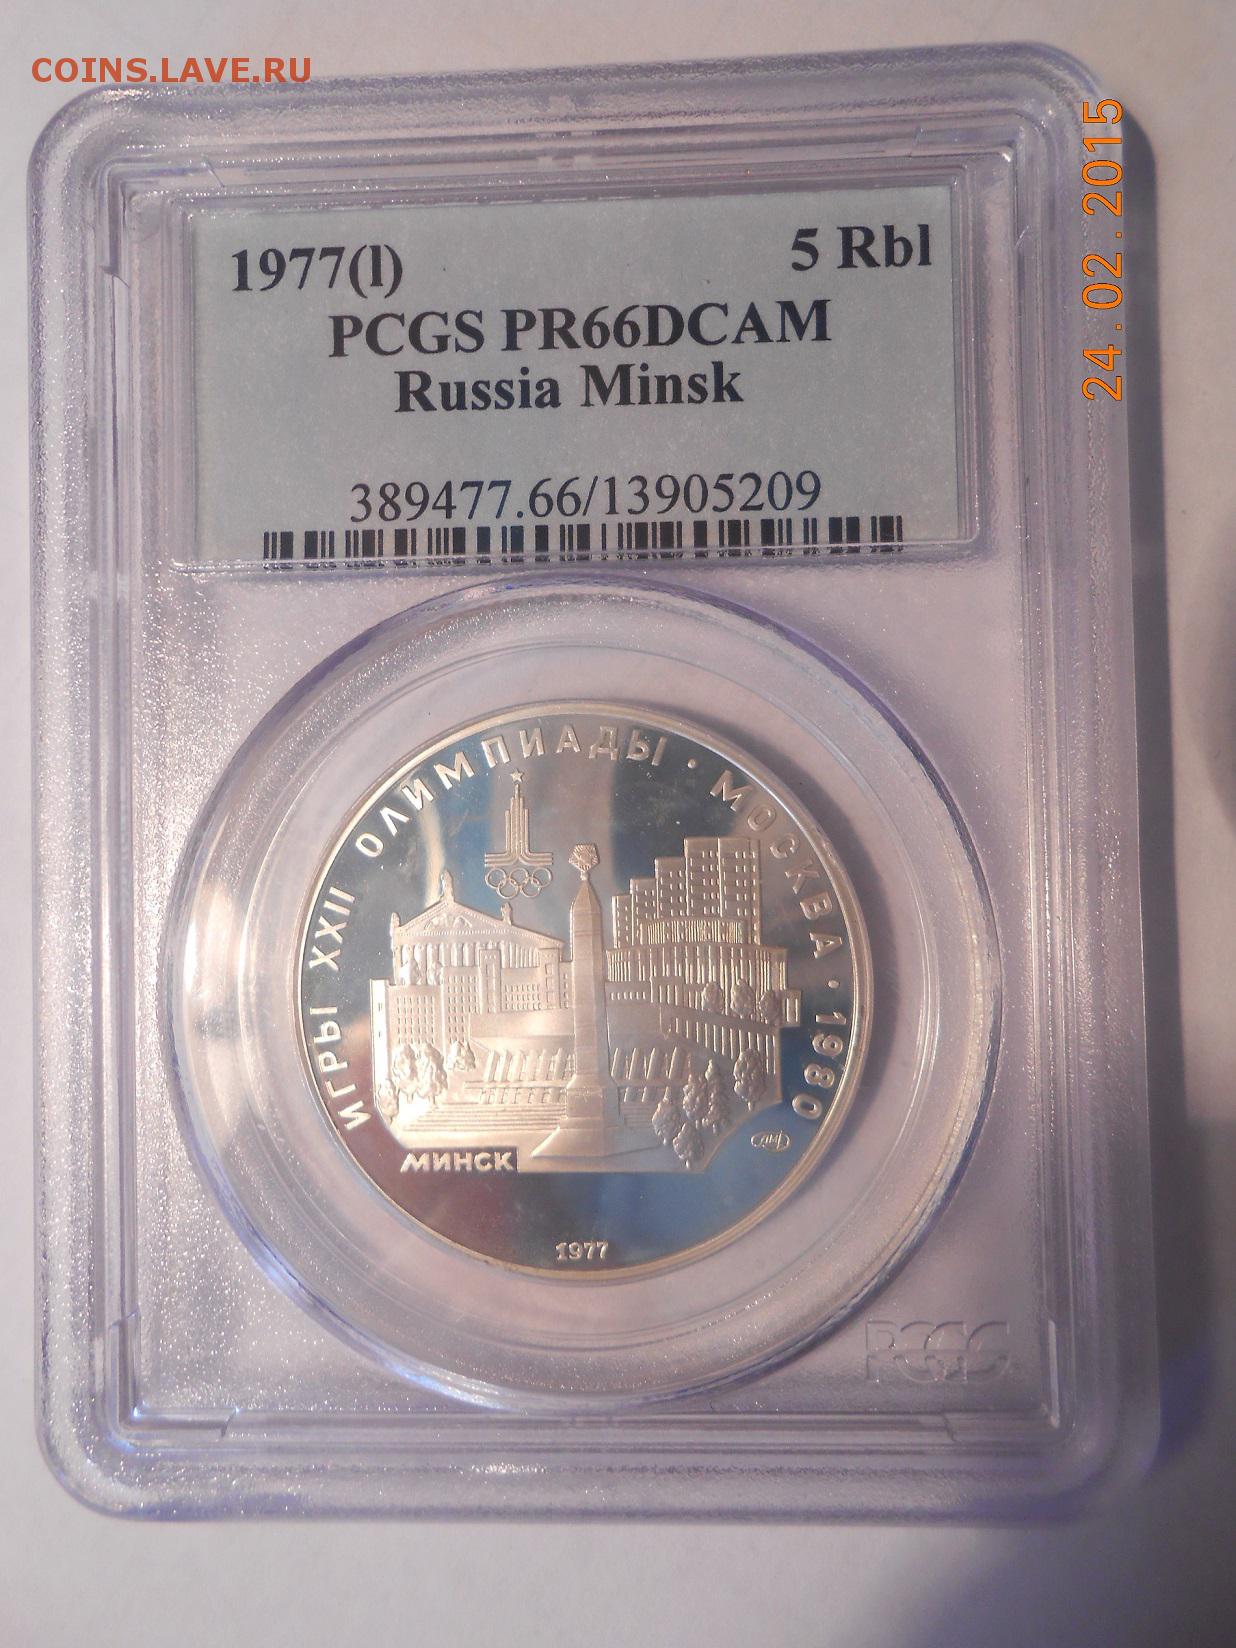 COINS.LAVE.RU
24.02.2015
1977(l) 5 Rbl
PCGS PR66DCAM
Russia Minsk
389477.66/13905209
ИГРЫ XXII ОЛИМПИАДЫ · МОСКВА · 1980
МИНСК
ЛМД
1977
PCGS